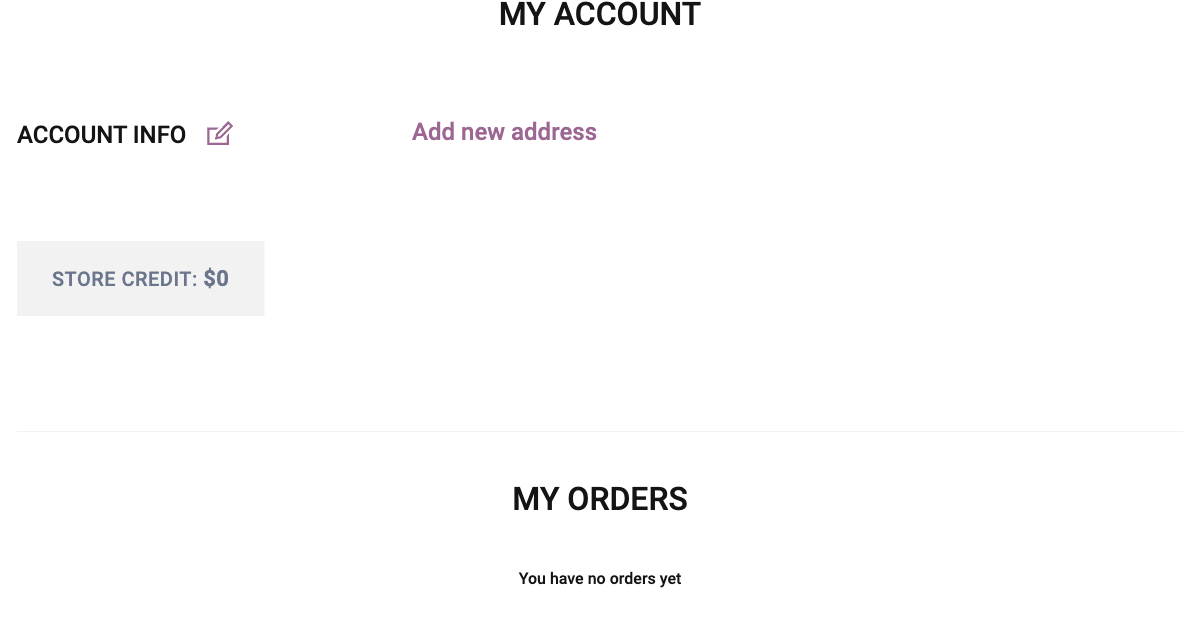 MY ACCOUNT
ACCOUNT INFO
Add new address
STORE CREDIT: $0
MY ORDERS
You have no orders yet